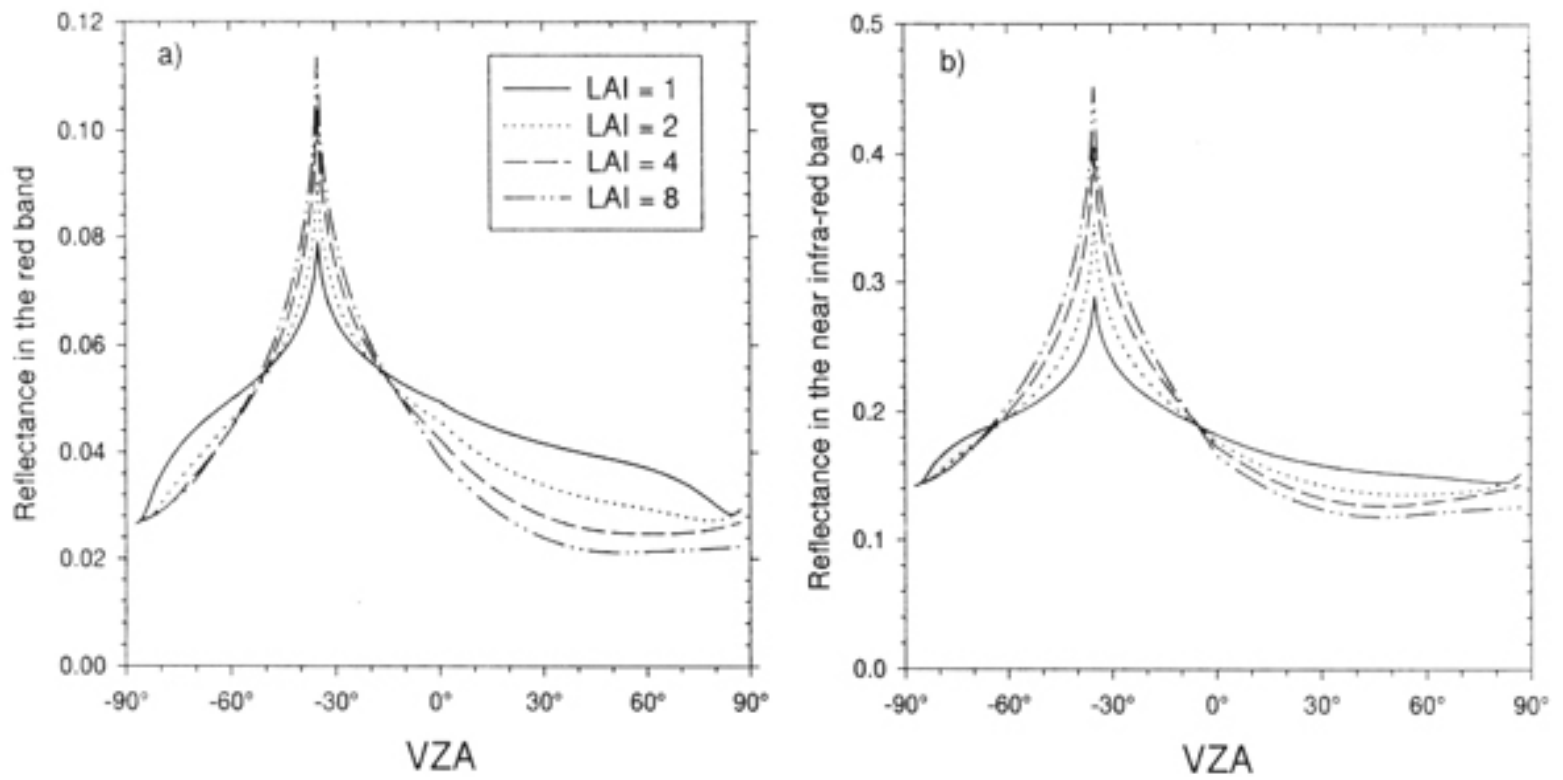 a)
LAI = 1
LAI = 2
LAI = 4
LAI = 8
Reflectance in the red band
0.12
0.10
0.08
0.06
0.04
0.02
0.00
-90° -60° -30° 0° 30° 60° 90°
VZA
b)
Reflectance in the near infra-red band
0.5
0.4
0.3
0.2
0.1
0.0
-90° -60° -30° 0° 30° 60° 90°
VZA